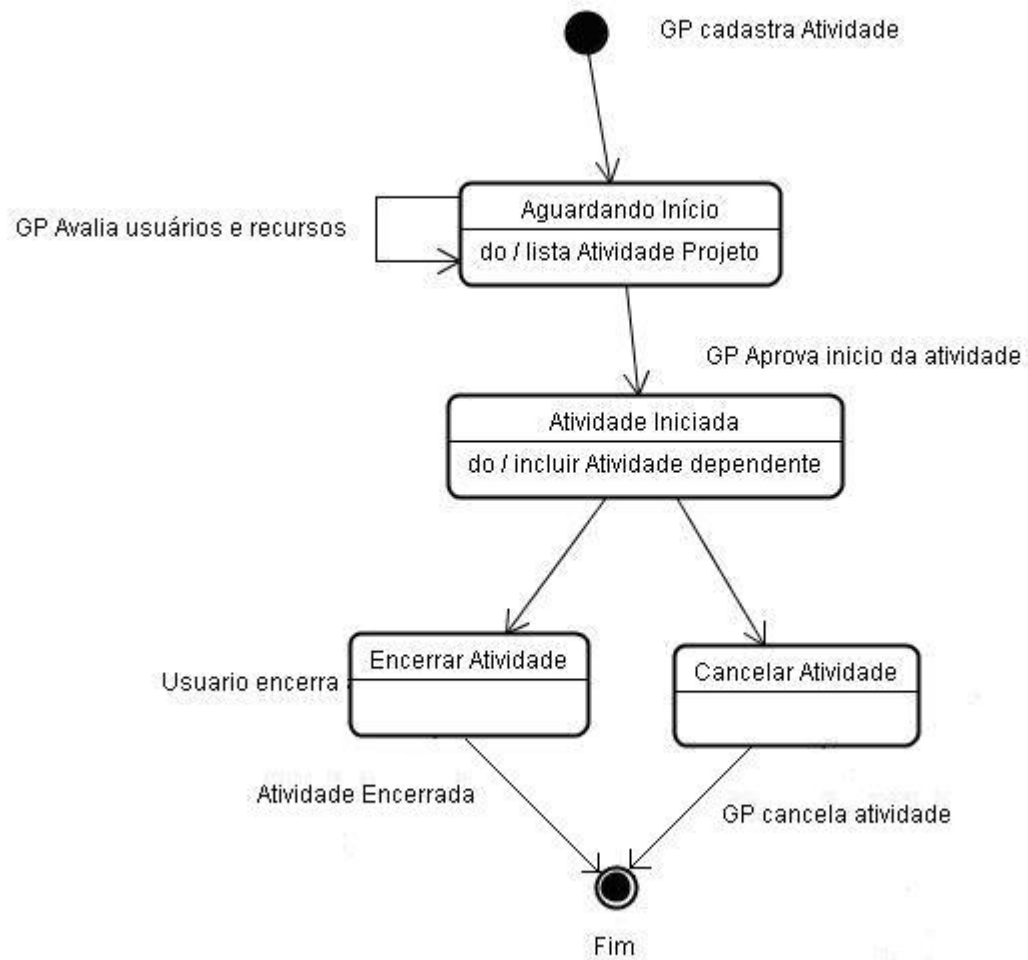 GP cadastra Atividade
Aguardando Início
GP Avalia usuários e recursos
do / lista Atividade Projeto
GP Aprova inicio da atividade
Atividade Iniciada
do / incluir Atividade dependente
Encerrar Atividade
Cancelar Atividade
Usuario encerra
Atividade Encerrada
GP cancela atividade
Fim